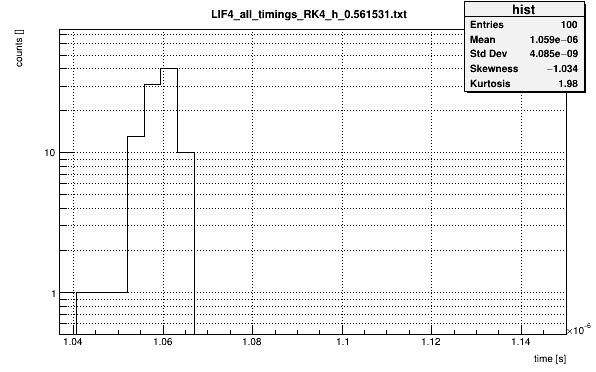 LIF4_all_timings_RK4_h_0.561531.txt
hist
Entries 100
Mean 1.059e−06
Std Dev 4.085e−09
Skewness −1.034
Kurtosis 1.98
counts []
10
1
1.04 1.06 1.08 1.1 1.12 1.14
×10⁻⁶
time [s]